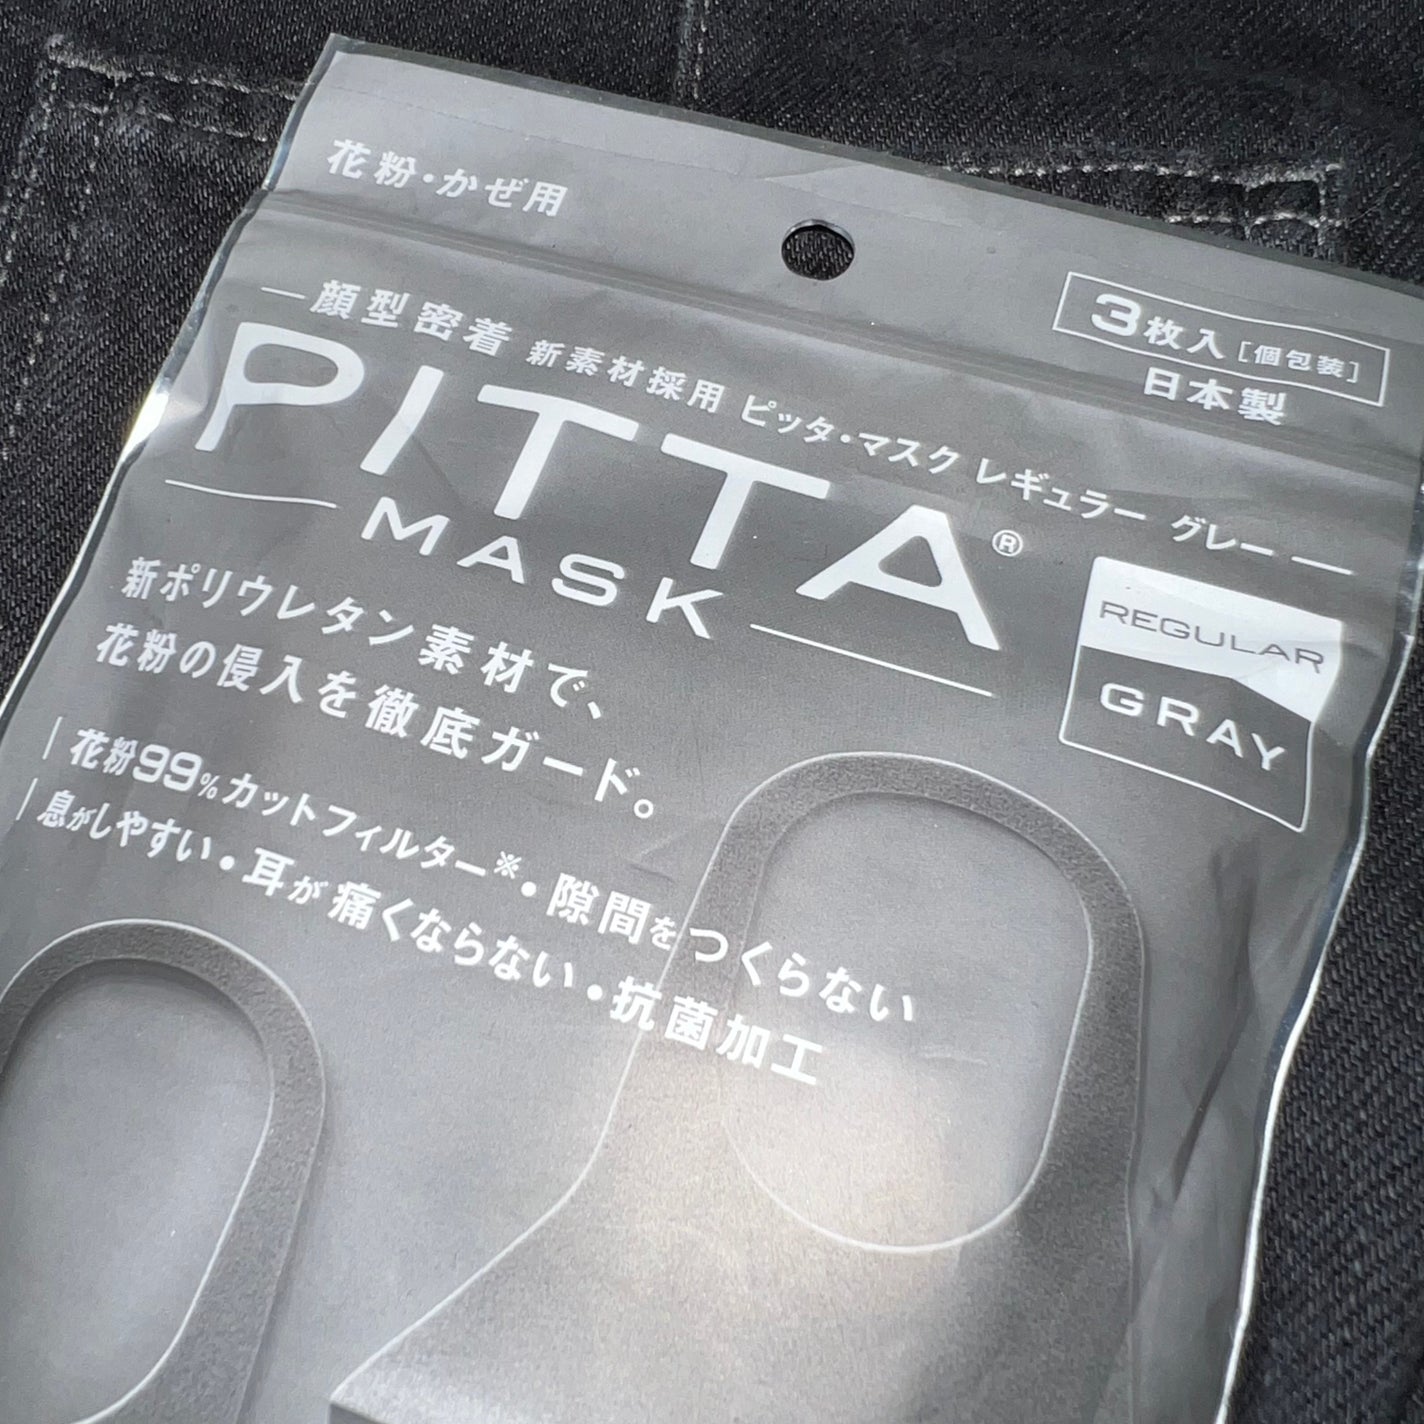 花粉・かぜ用
3枚入[個包装]
日本製
顔型密着 新素材採用 ピッタ・マスク レギュラー グレー
PITTA®
MASK
REGULAR
GRAY
新ポリウレタン素材で、
花粉の侵入を徹底ガード。
花粉99%カットフィルター※・隙間をつくらない
息がしやすい・耳が痛くならない・抗菌加工